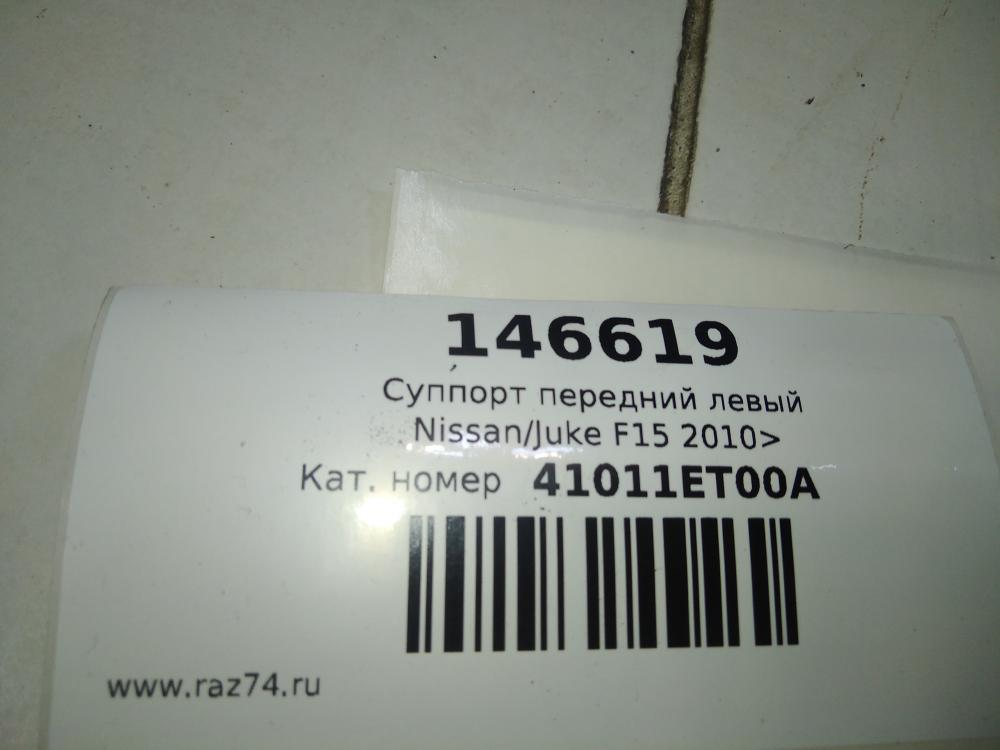 146619
Суппорт передний левый
Nissan/Juke F15 2010>
Кат. номер 41011ET00A
www.raz74.ru